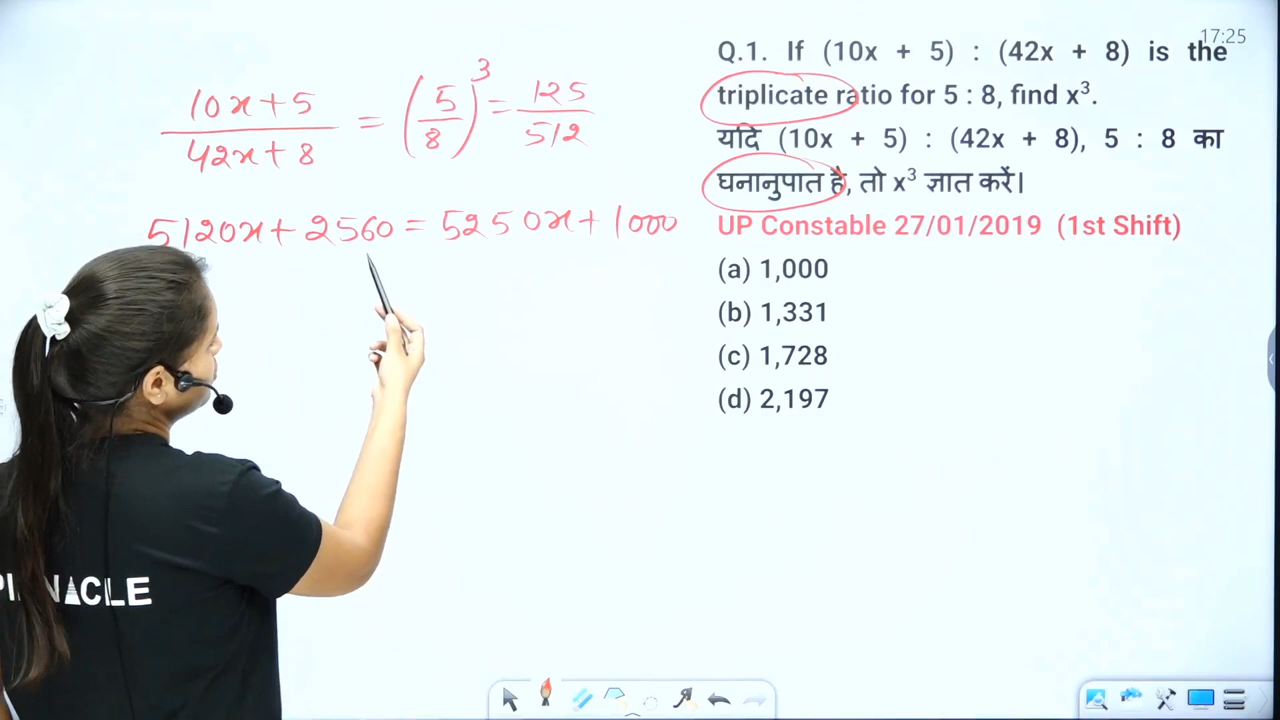 17:25
Q.1. If (10x + 5) : (42x + 8) is the
triplicate ratio for 5 : 8, find x³.
यदि (10x + 5) : (42x + 8), 5 : 8 का
घनानुपात है, तो x³ ज्ञात करें।
UP Constable 27/01/2019 (1st Shift)
(a) 1,000
(b) 1,331
(c) 1,728
(d) 2,197
10x+5 / 42x+8 = (5/8)³ = 125/512
5120x + 2560 = 5250x + 1000
PINNACLE